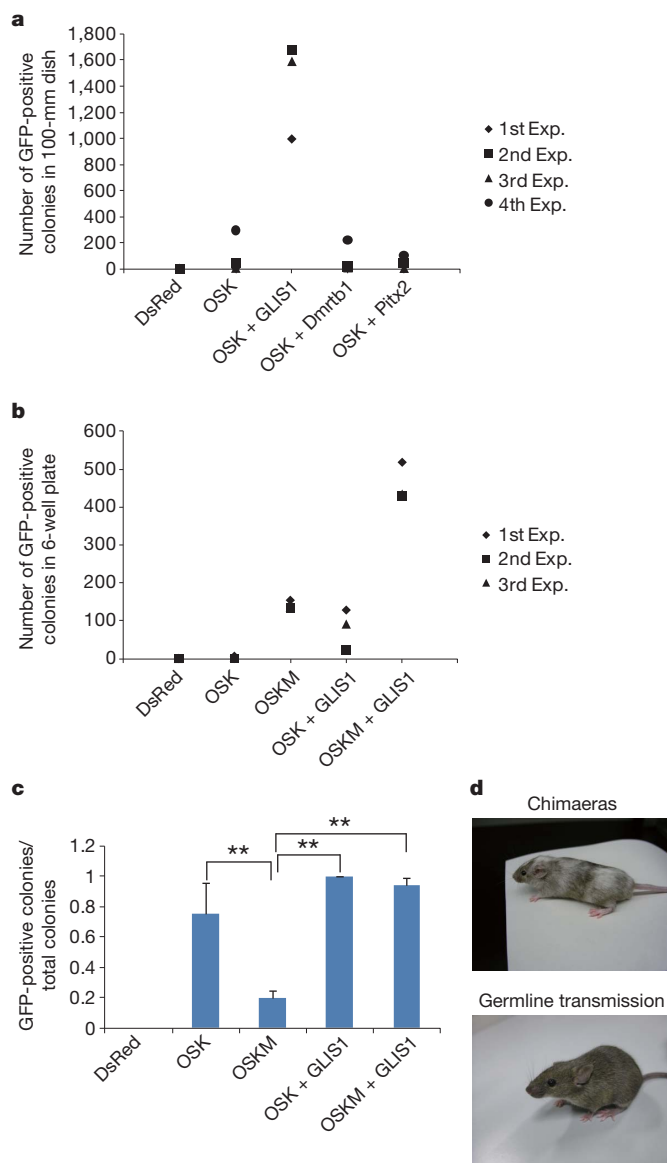 a
Number of GFP-positive
colonies in 100-mm dish
1,800
1,600
1,400
1,200
1,000
800
600
400
200
0
DsRed
OSK
OSK + GLIS1
OSK + Dmrtb1
OSK + Pitx2
1st Exp.
2nd Exp.
3rd Exp.
4th Exp.
b
Number of GFP-positive
colonies in 6-well plate
600
500
400
300
200
100
0
DsRed
OSK
OSKM
OSK + GLIS1
OSKM + GLIS1
1st Exp.
2nd Exp.
3rd Exp.
c
GFP-positive colonies/
total colonies
1.2
1
0.8
0.6
0.4
0.2
0
**
**
**
DsRed
OSK
OSKM
OSK + GLIS1
OSKM + GLIS1
d
Chimaeras
Germline transmission